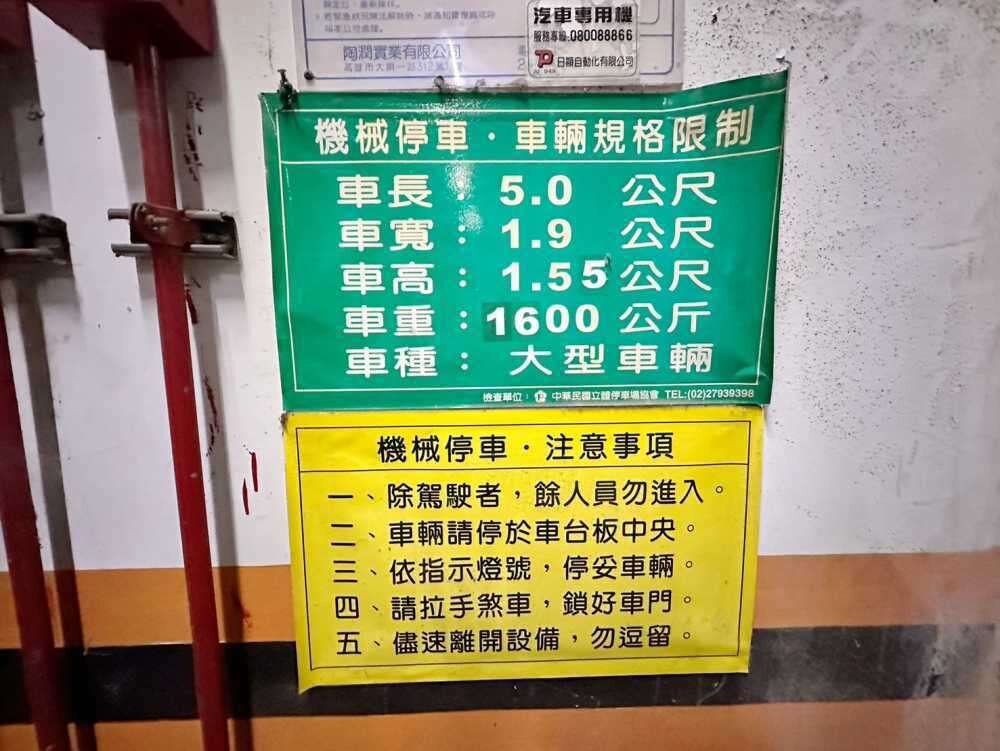 陶潤實業有限公司
汽車專用機
服務專線:080088866
日穎自動化有限公司
機械停車・車輛規格限制
車長：5.0 公尺
車寬：1.9 公尺
車高：1.55公尺
車重：1600 公斤
車種：大型車輛
檢查單位：中華民國立體停車場協會 TEL:(02)27939398
機械停車・注意事項
一、除駕駛者，餘人員勿進入。
二、車輛請停於車台板中央。
三、依指示燈號，停妥車輛。
四、請拉手煞車，鎖好車門。
五、儘速離開設備，勿逗留。